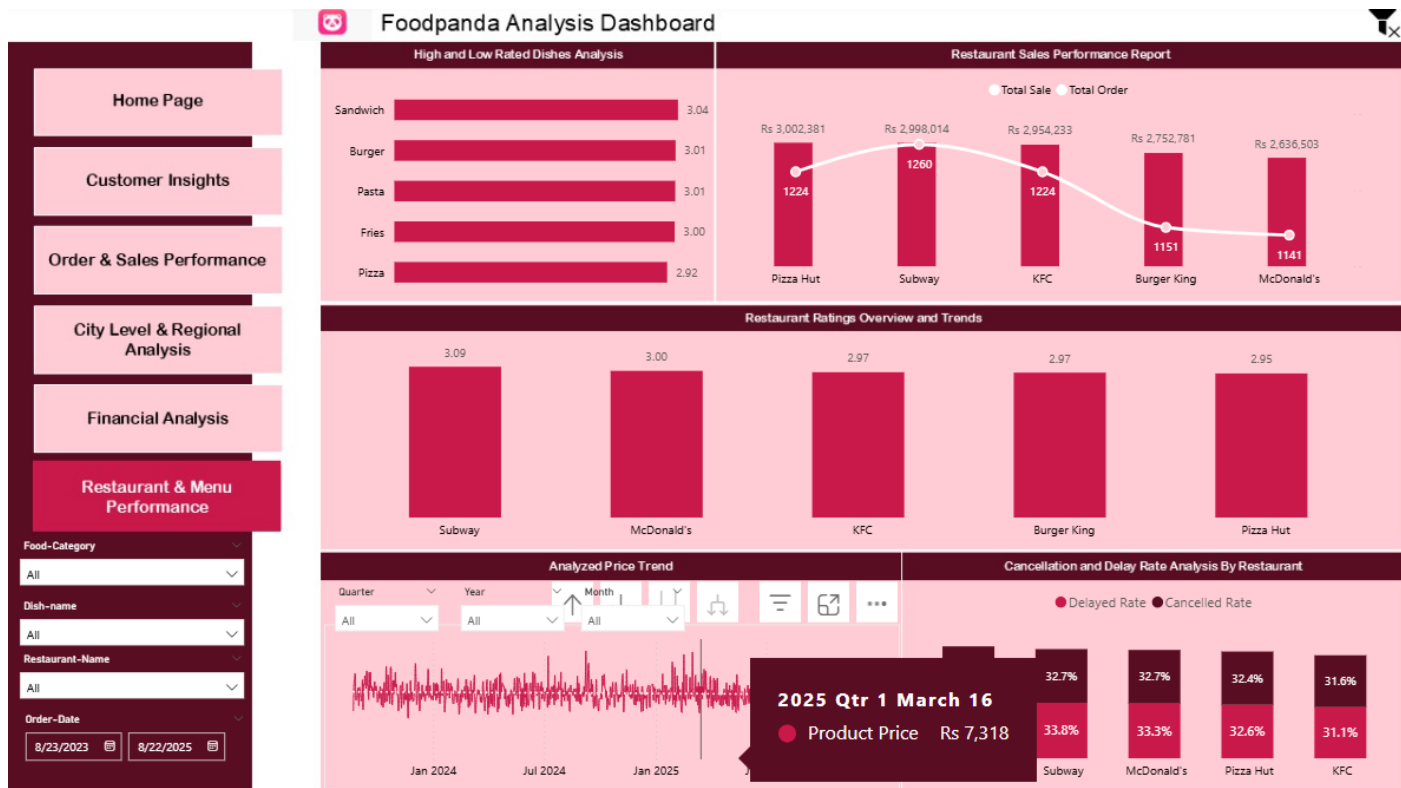 Foodpanda Analysis Dashboard
Home Page
Customer Insights
Order & Sales Performance
City Level & Regional
Analysis
Financial Analysis
Restaurant & Menu
Performance
Food-Category
All
Dish-name
All
Restaurant-Name
All
Order-Date
8/23/2023 8/22/2025
High and Low Rated Dishes Analysis
Sandwich 3.04
Burger 3.01
Pasta 3.01
Fries 3.00
Pizza 2.92
Restaurant Sales Performance Report
Total Sale Total Order
Rs 3,002,381 Rs 2,998,014 Rs 2,954,233 Rs 2,752,781 Rs 2,636,503
1224 1260 1224 1151 1141
Pizza Hut Subway KFC Burger King McDonald's
Restaurant Ratings Overview and Trends
3.09 3.00 2.97 2.97 2.95
Subway McDonald's KFC Burger King Pizza Hut
Analyzed Price Trend
Quarter Year Month
All All All
Jan 2024 Jul 2024 Jan 2025
2025 Qtr 1 March 16
Product Price Rs 7,318
Cancellation and Delay Rate Analysis By Restaurant
Delayed Rate Cancelled Rate
32.7% 32.7% 32.4% 31.6%
33.8% 33.3% 32.6% 31.1%
Subway McDonald's Pizza Hut KFC